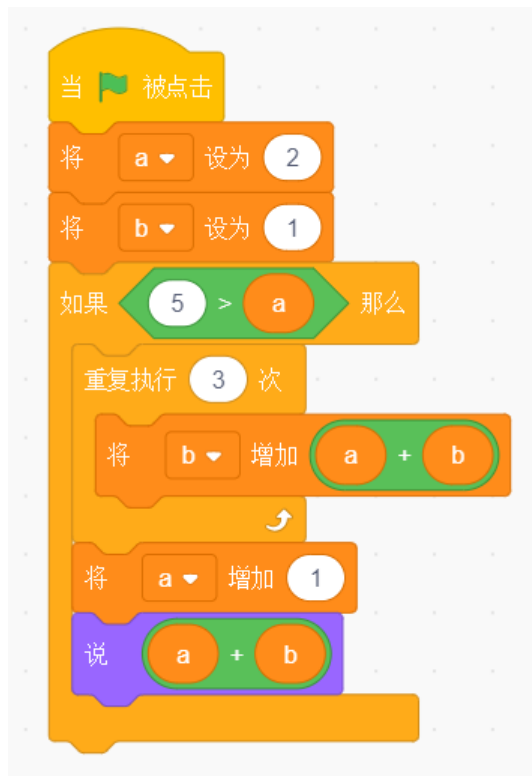 当 被点击
将 a 设为 2
将 b 设为 1
如果 5 > a 那么
重复执行 3 次
将 b 增加 a + b
将 a 增加 1
说 a + b